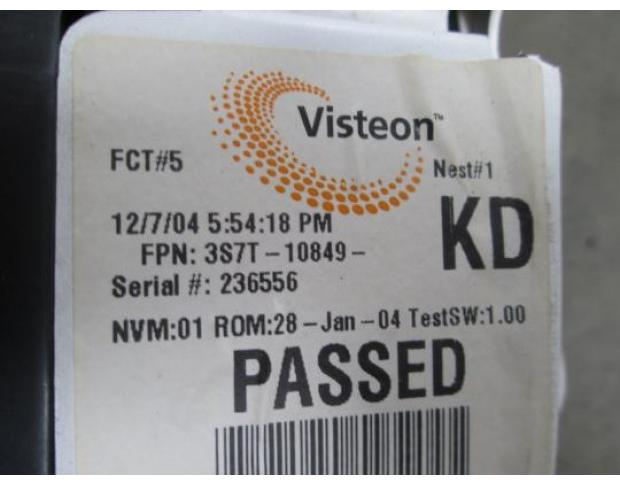 Visteon™
FCT#5 Nest#1
12/7/04 5:54:18 PM KD
FPN: 3S7T-10849-
Serial #: 236556
NVM:01 ROM:28-Jan-04 TestSW:1.00
PASSED